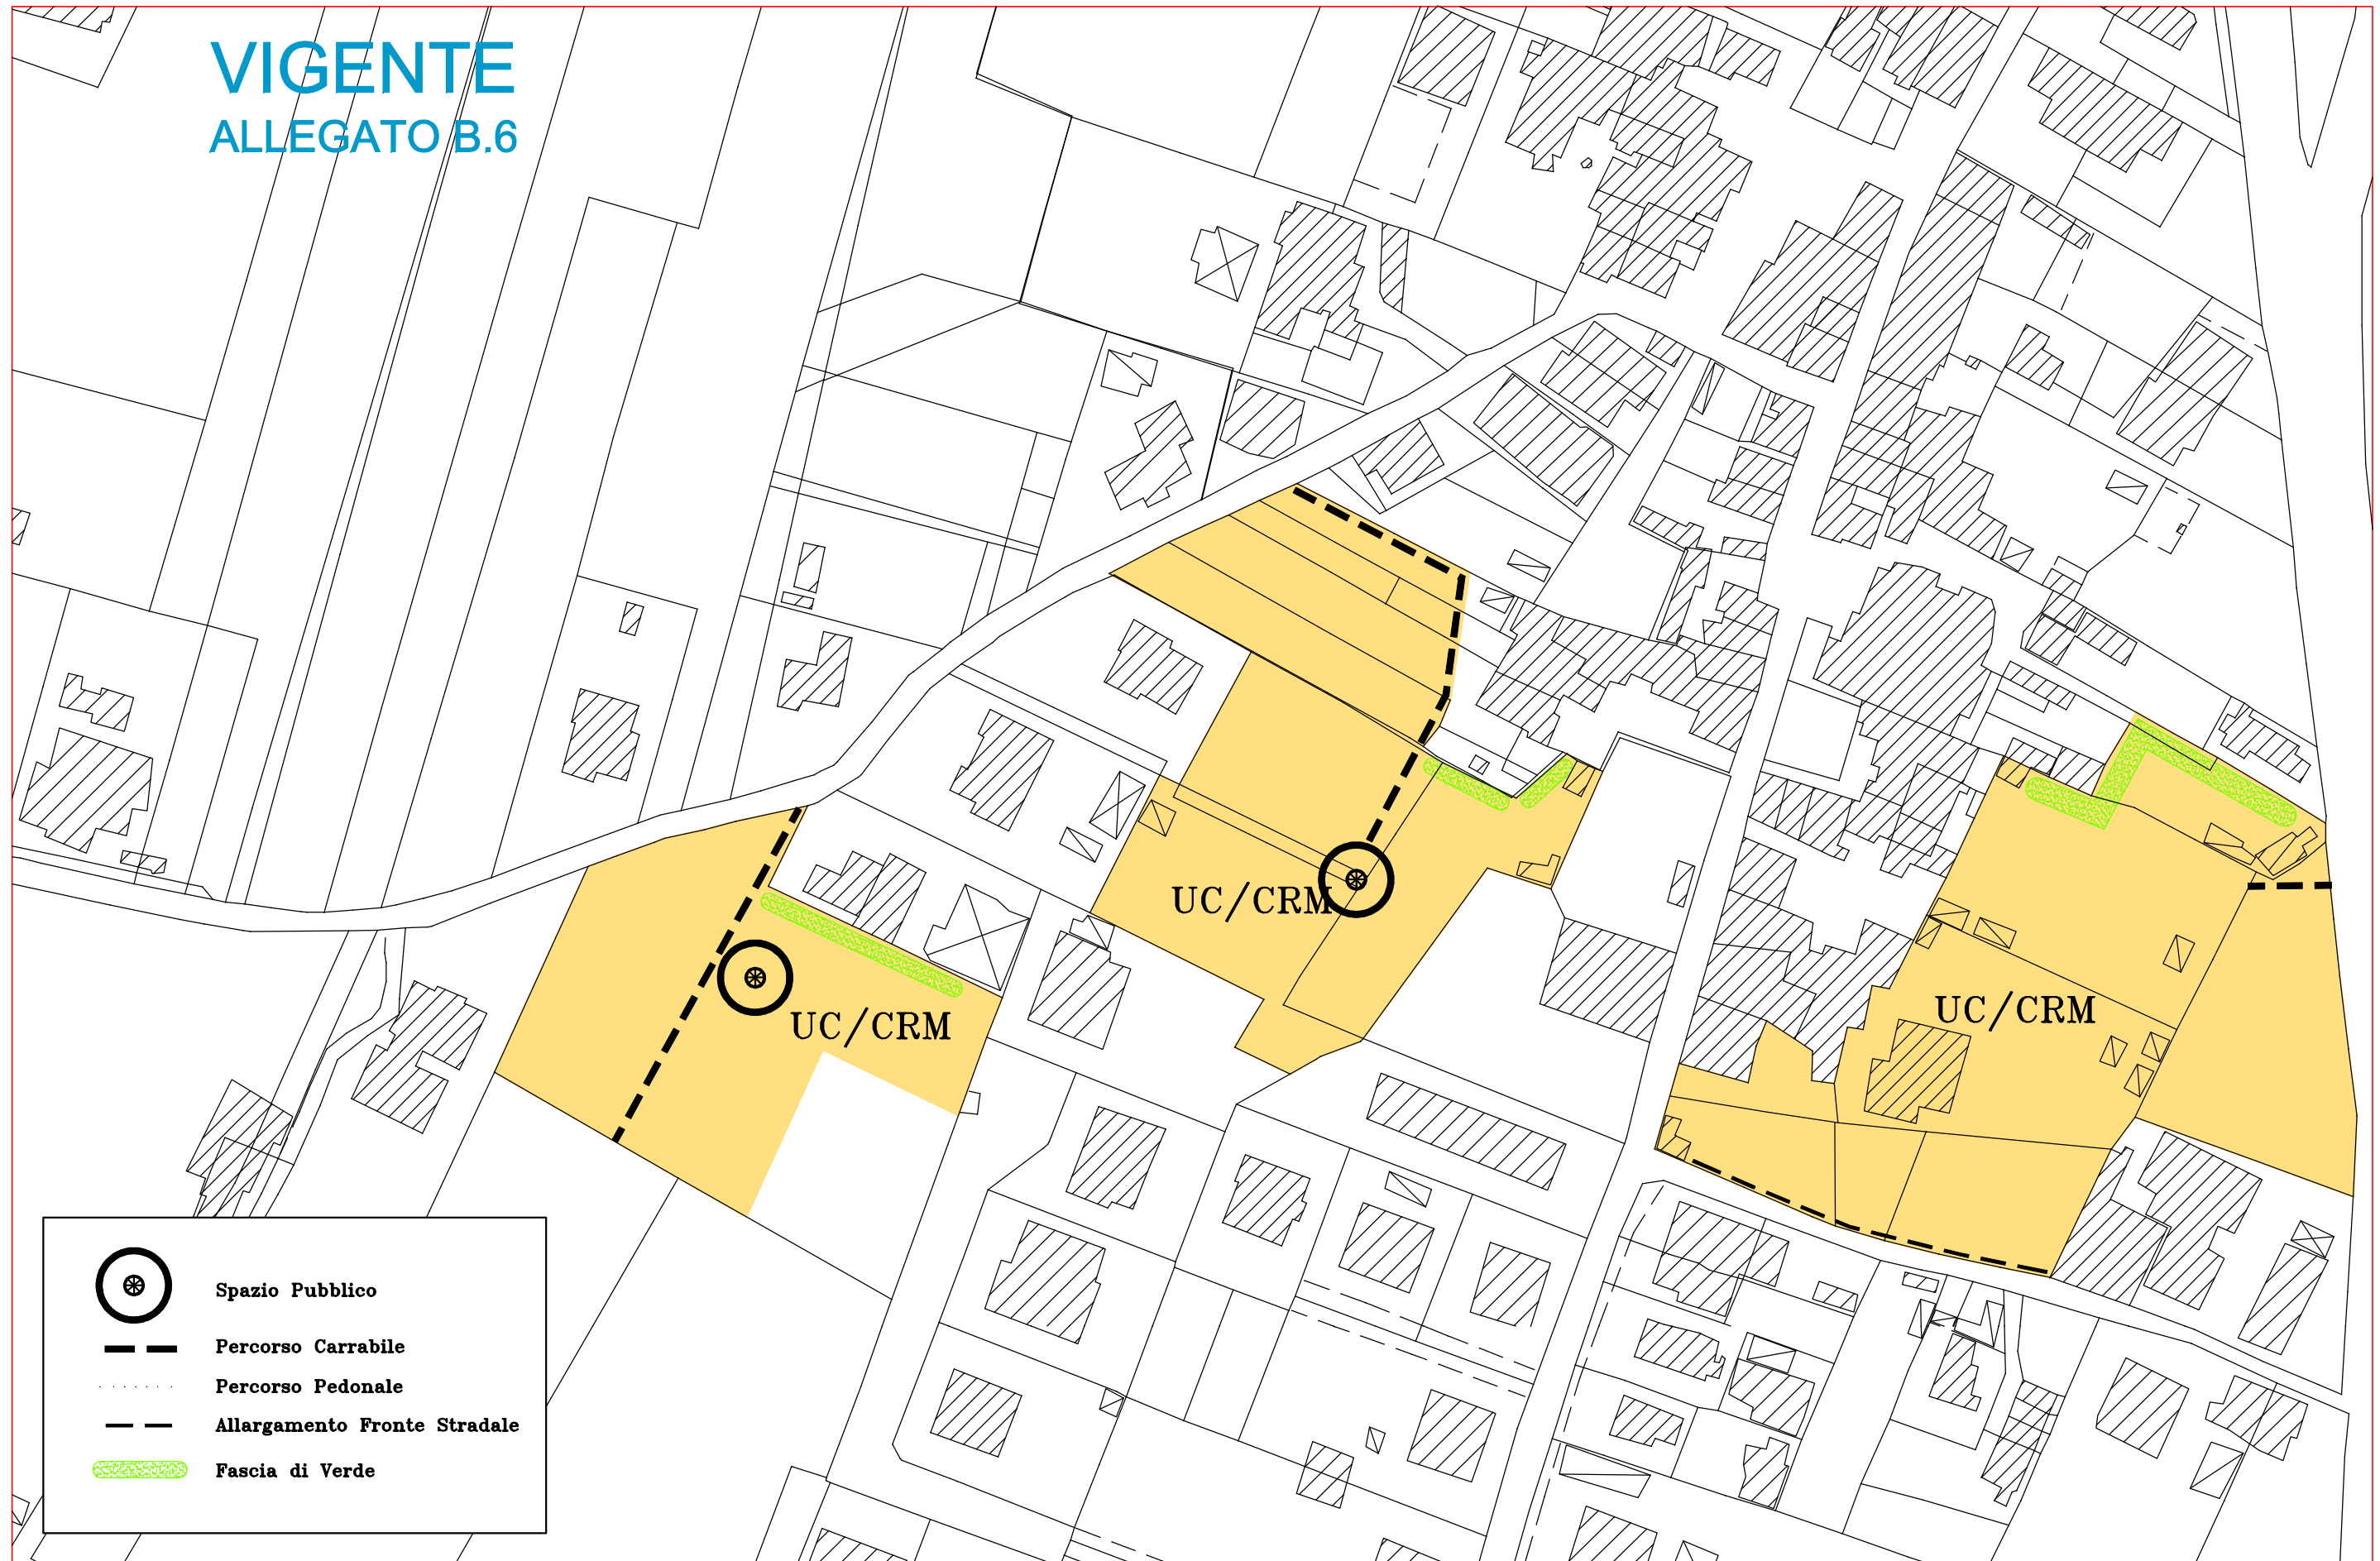 VIGENTE
ALLEGATO B.6
UC/CRM
UC/CRM
UC/CRM
Spazio Pubblico
Percorso Carrabile
Percorso Pedonale
Allargamento Fronte Stradale
Fascia di Verde